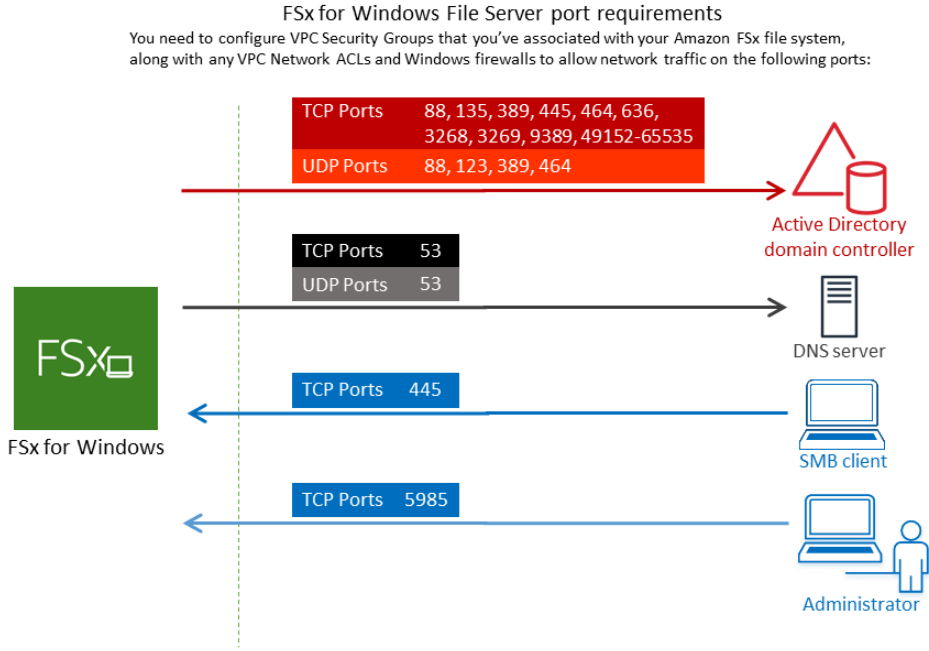 FSx for Windows File Server port requirements
You need to configure VPC Security Groups that you've associated with your Amazon FSx file system,
along with any VPC Network ACLs and Windows firewalls to allow network traffic on the following ports:
TCP Ports 88, 135, 389, 445, 464, 636,
3268, 3269, 9389, 49152-65535
UDP Ports 88, 123, 389, 464
Active Directory
domain controller
TCP Ports 53
UDP Ports 53
DNS server
FSx
FSx for Windows
TCP Ports 445
SMB client
TCP Ports 5985
Administrator